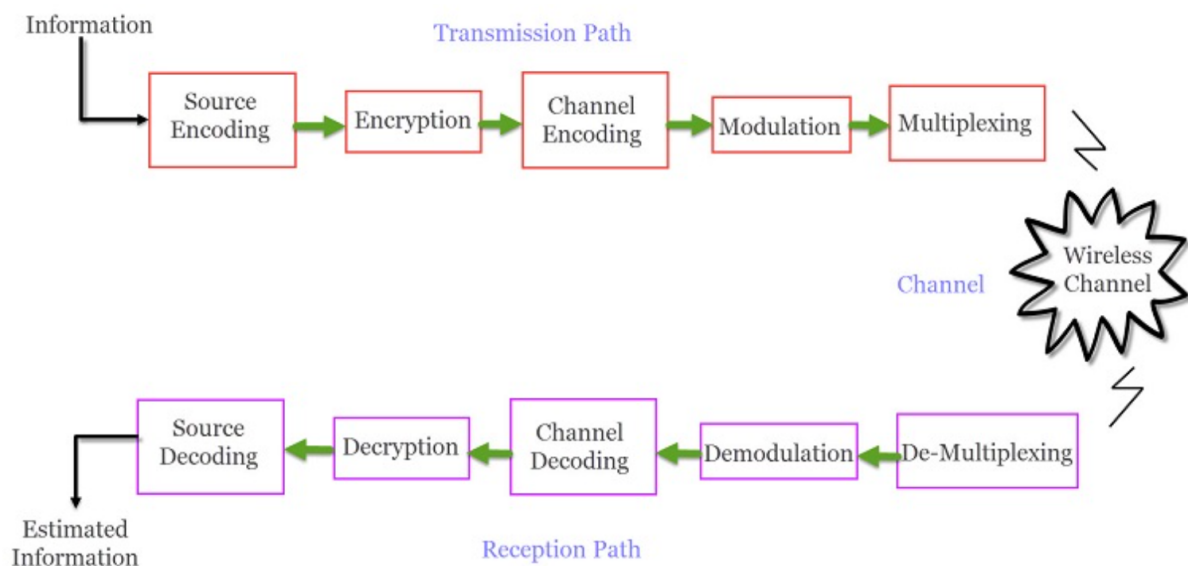 Information
Transmission Path
Source
Encoding
Encryption
Channel
Encoding
Modulation
Multiplexing
Wireless
Channel
Channel
Source
Decoding
Decryption
Channel
Decoding
Demodulation
De-Multiplexing
Estimated
Information
Reception Path